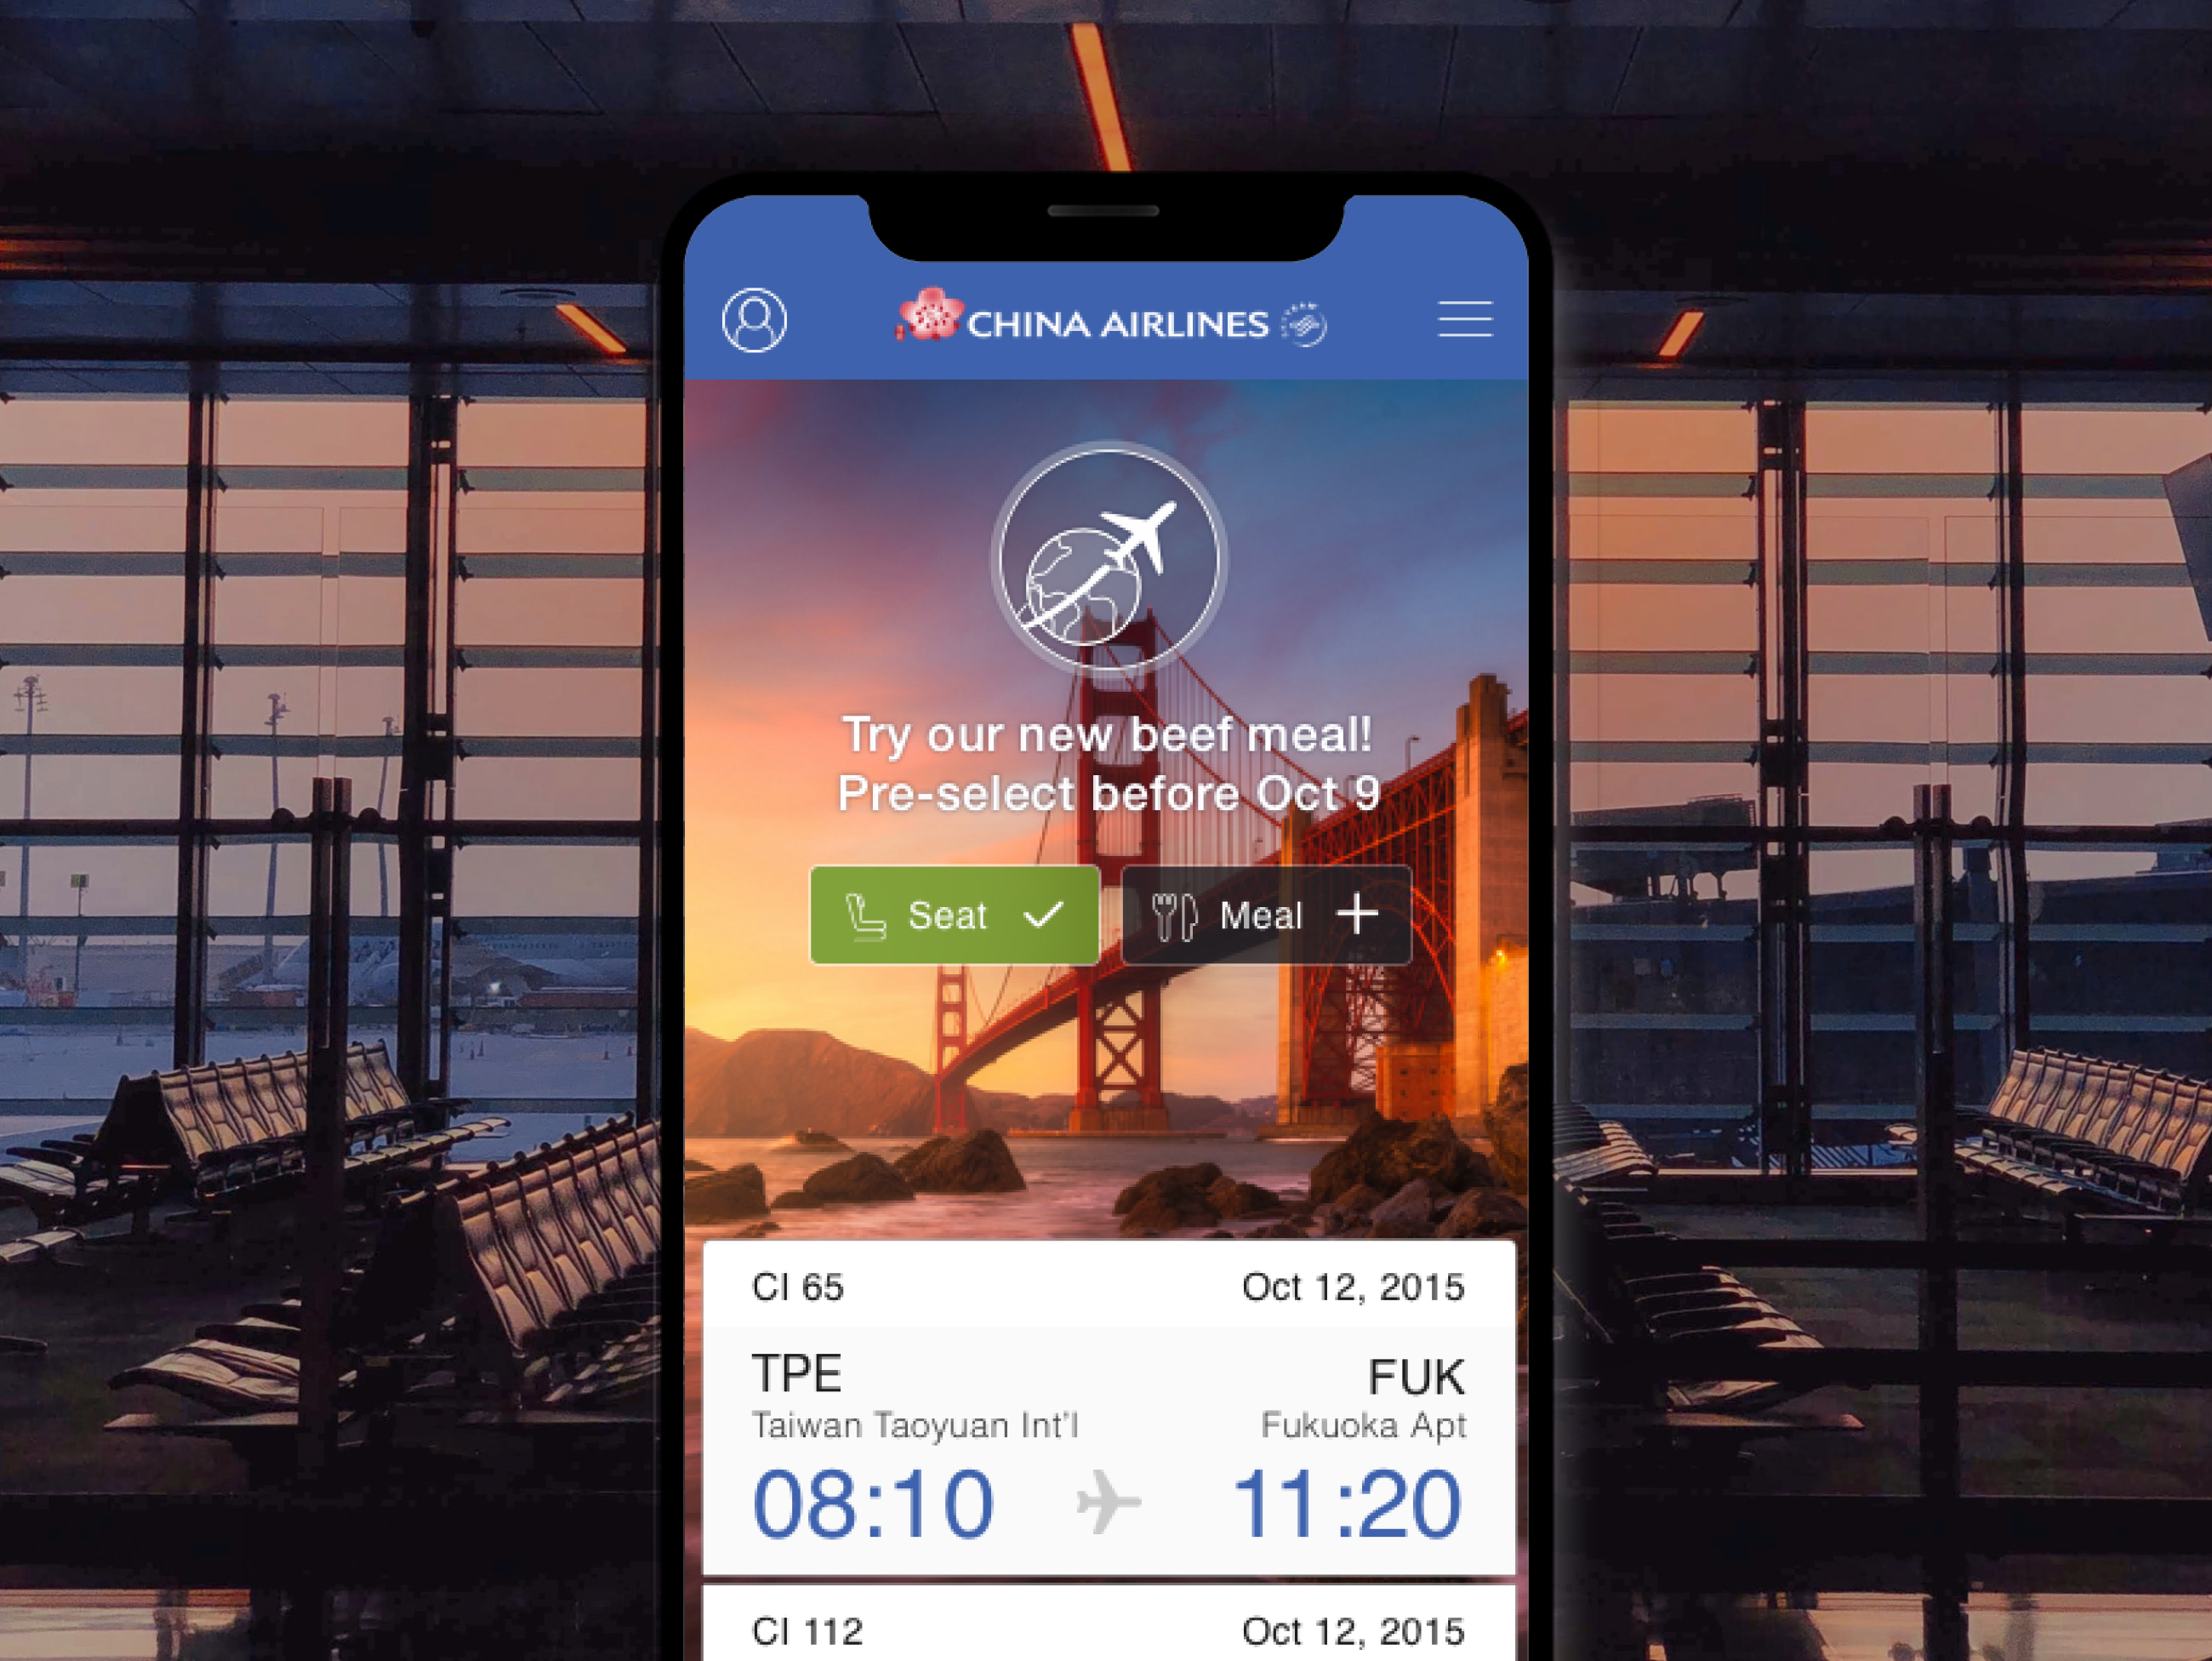 CHINA AIRLINES
Try our new beef meal!
Pre-select before Oct 9
Seat
Meal
CI 65
Oct 12, 2015
TPE
FUK
Taiwan Taoyuan Int'l
Fukuoka Apt
08:10
11:20
CI 112
Oct 12, 2015